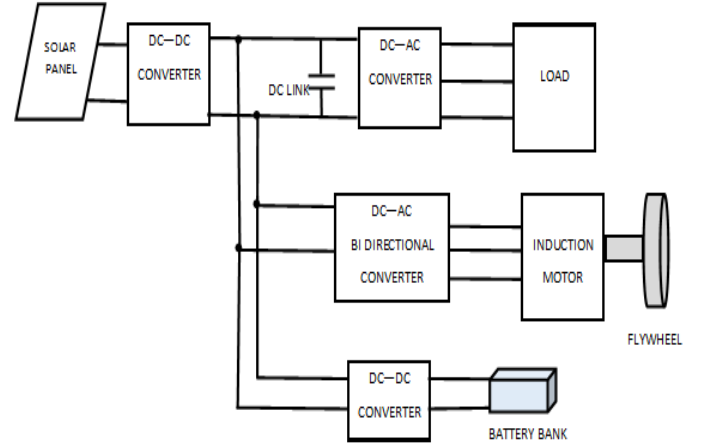 SOLAR
PANEL
DC—DC
CONVERTER
DC LINK
DC—AC
CONVERTER
LOAD
DC—AC
BI DIRECTIONAL
CONVERTER
INDUCTION
MOTOR
FLYWHEEL
DC—DC
CONVERTER
BATTERY BANK